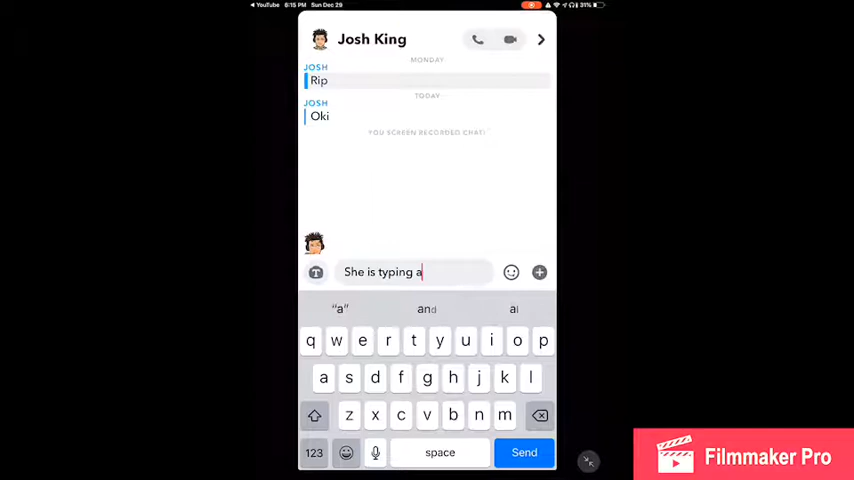 YouTube 8:15 PM Sun Dec 29 31%
Josh King
MONDAY
JOSH
Rip
TODAY
JOSH
Oki
YOU SCREEN RECORDED CHAT!
T
She is typing a
"a" and al
q w e r t y u i o p
a s d f g h j k l
z x c v b n m
123 space Send
Filmmaker Pro